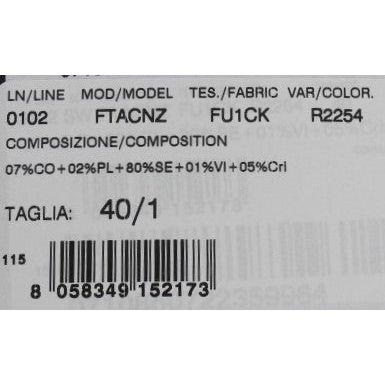 LN/LINE MOD/MODEL TES./FABRIC VAR/COLOR.
0102 FTACNZ FU1CK R2254
COMPOSIZIONE/COMPOSITION
07%CO+02%PL+80%SE+01%VI+05%Cri
TAGLIA: 40/1
115
8 058349 152173